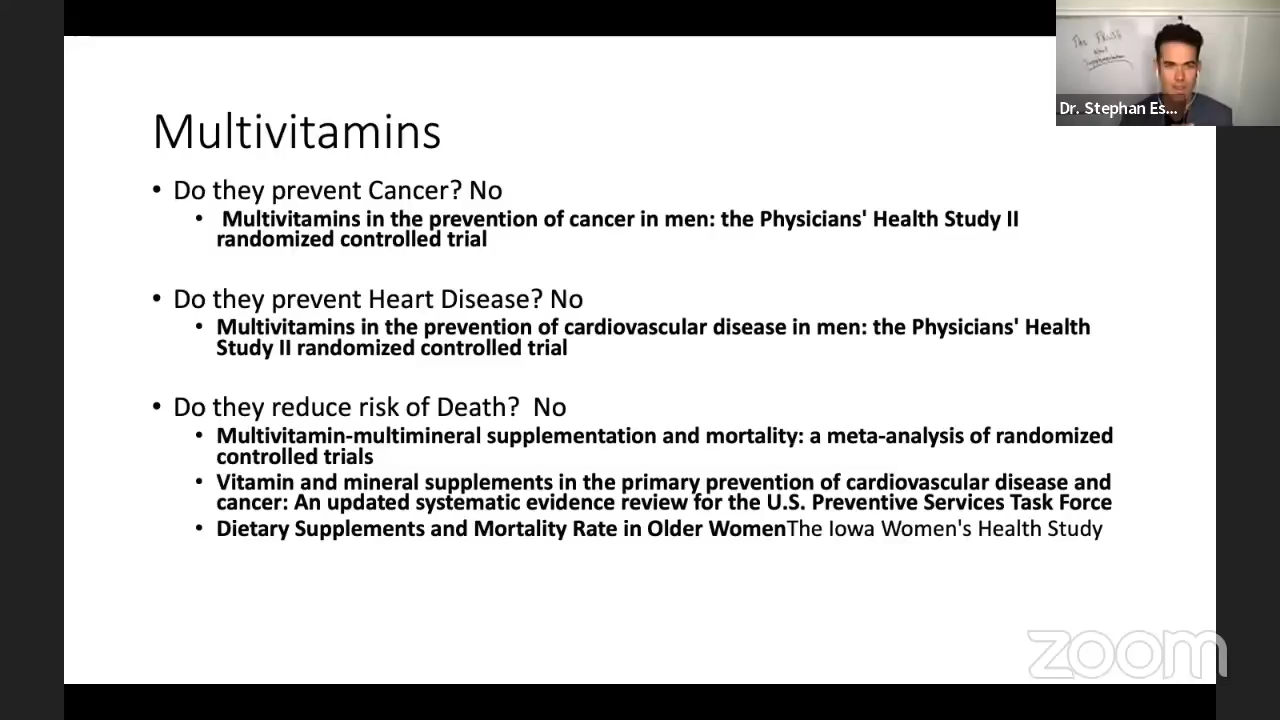 The Truth
About
Supplementation
Dr. Stephan Es...
Multivitamins
• Do they prevent Cancer? No
• Multivitamins in the prevention of cancer in men: the Physicians' Health Study II
randomized controlled trial
• Do they prevent Heart Disease? No
• Multivitamins in the prevention of cardiovascular disease in men: the Physicians' Health
Study II randomized controlled trial
• Do they reduce risk of Death? No
• Multivitamin-multimineral supplementation and mortality: a meta-analysis of randomized
controlled trials
• Vitamin and mineral supplements in the primary prevention of cardiovascular disease and
cancer: An updated systematic evidence review for the U.S. Preventive Services Task Force
• Dietary Supplements and Mortality Rate in Older WomenThe Iowa Women's Health Study
zoom